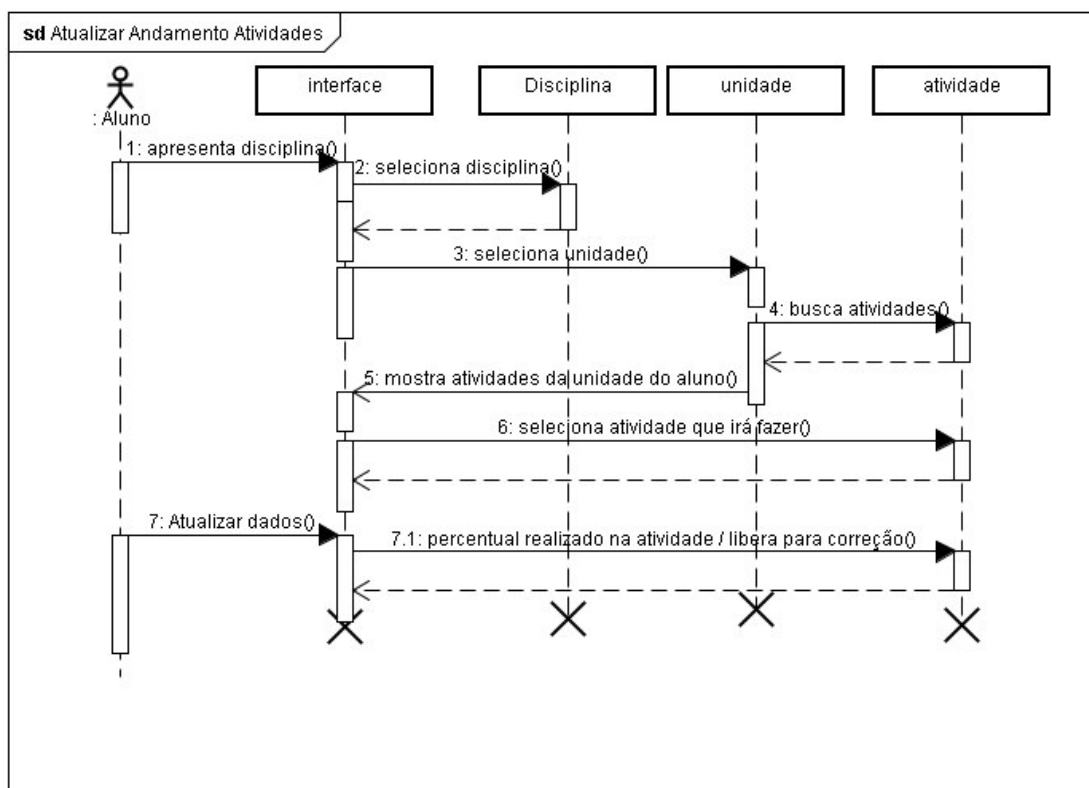 sd Atualizar Andamento Atividades
: Aluno
interface
Disciplina
unidade
atividade
1: apresenta disciplina()
2: seleciona disciplina()
3: seleciona unidade()
4: busca atividades()
5: mostra atividades da unidade do aluno()
6: seleciona atividade que irá fazer()
7: Atualizar dados()
7.1: percentual realizado na atividade / libera para correção()